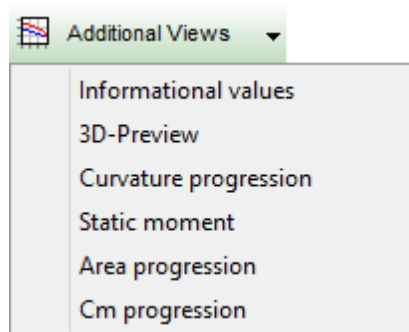 Additional Views
Informational values
3D-Preview
Curvature progression
Static moment
Area progression
Cm progression